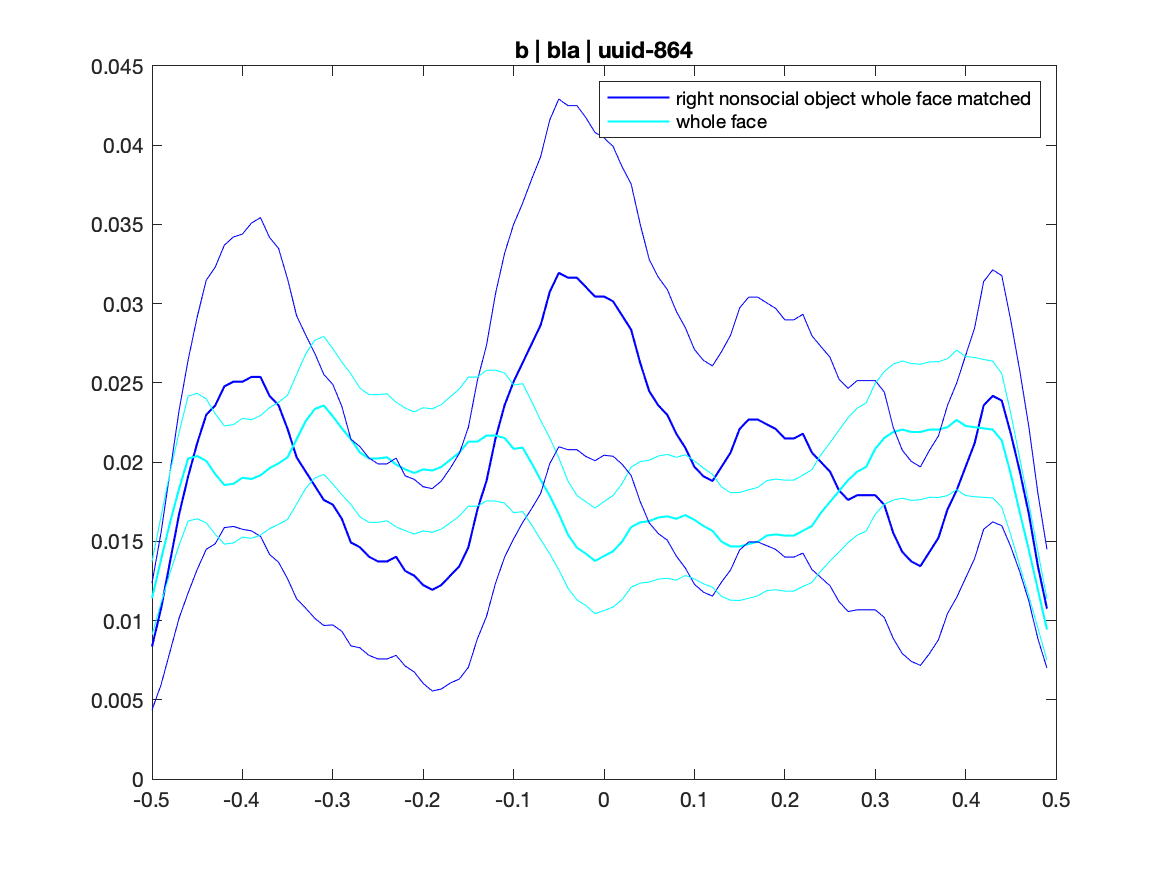 b | bla | uuid-864
right nonsocial object whole face matched
whole face
0.045
0.04
0.035
0.03
0.025
0.02
0.015
0.01
0.005
0
-0.5 -0.4 -0.3 -0.2 -0.1 0 0.1 0.2 0.3 0.4 0.5